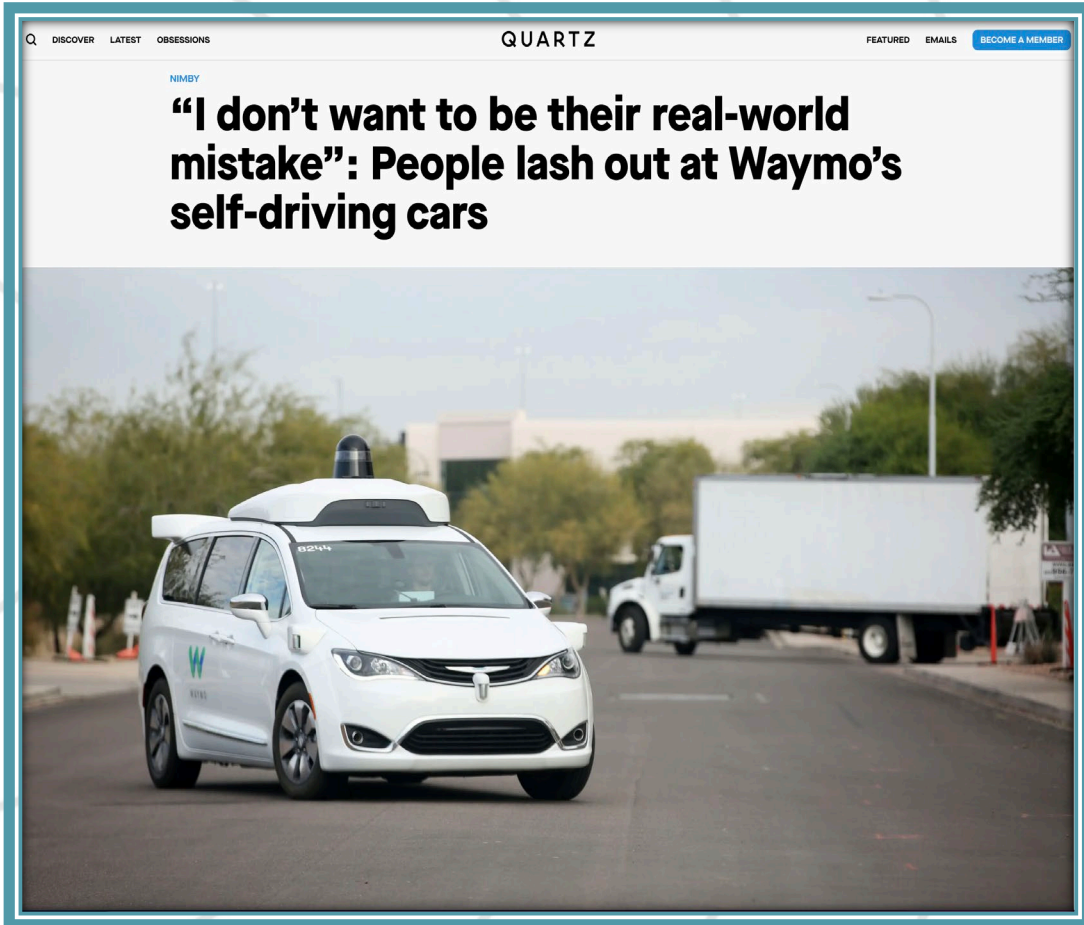 DISCOVER LATEST OBSESSIONS QUARTZ FEATURED EMAILS BECOME A MEMBER
NIMBY
“I don’t want to be their real-world
mistake”: People lash out at Waymo’s
self-driving cars
8244
WAYMO